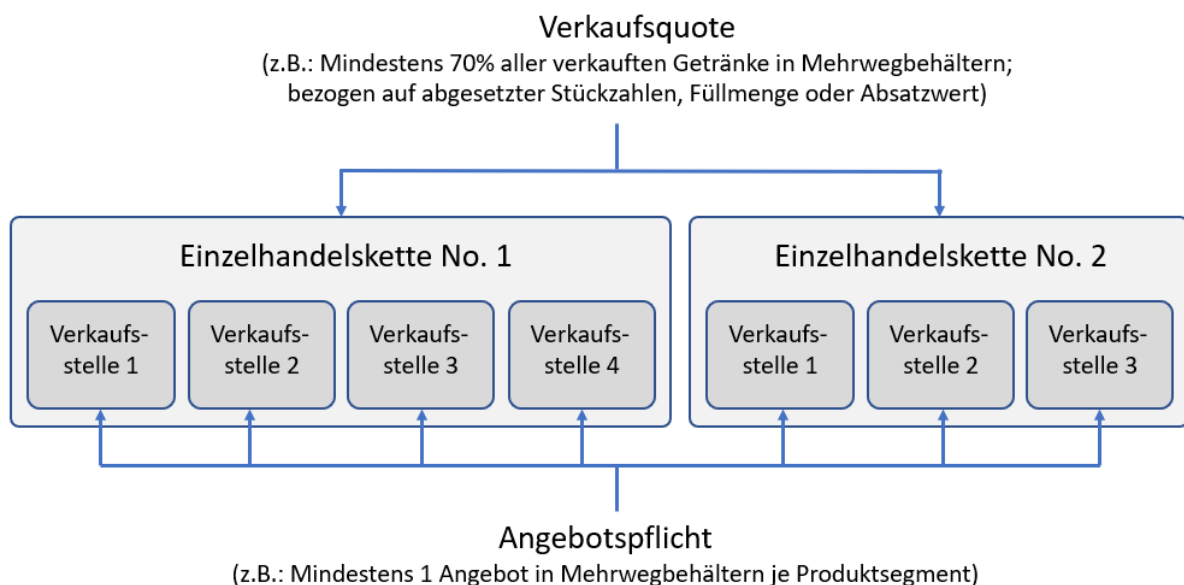 Verkaufsquote
(z.B.: Mindestens 70% aller verkauften Getränke in Mehrwegbehältern;
bezogen auf abgesetzter Stückzahlen, Füllmenge oder Absatzwert)
Einzelhandelskette No. 1
Verkaufs-
stelle 1
Verkaufs-
stelle 2
Verkaufs-
stelle 3
Verkaufs-
stelle 4
Einzelhandelskette No. 2
Verkaufs-
stelle 1
Verkaufs-
stelle 2
Verkaufs-
stelle 3
Angebotspflicht
(z.B.: Mindestens 1 Angebot in Mehrwegbehältern je Produktsegment)